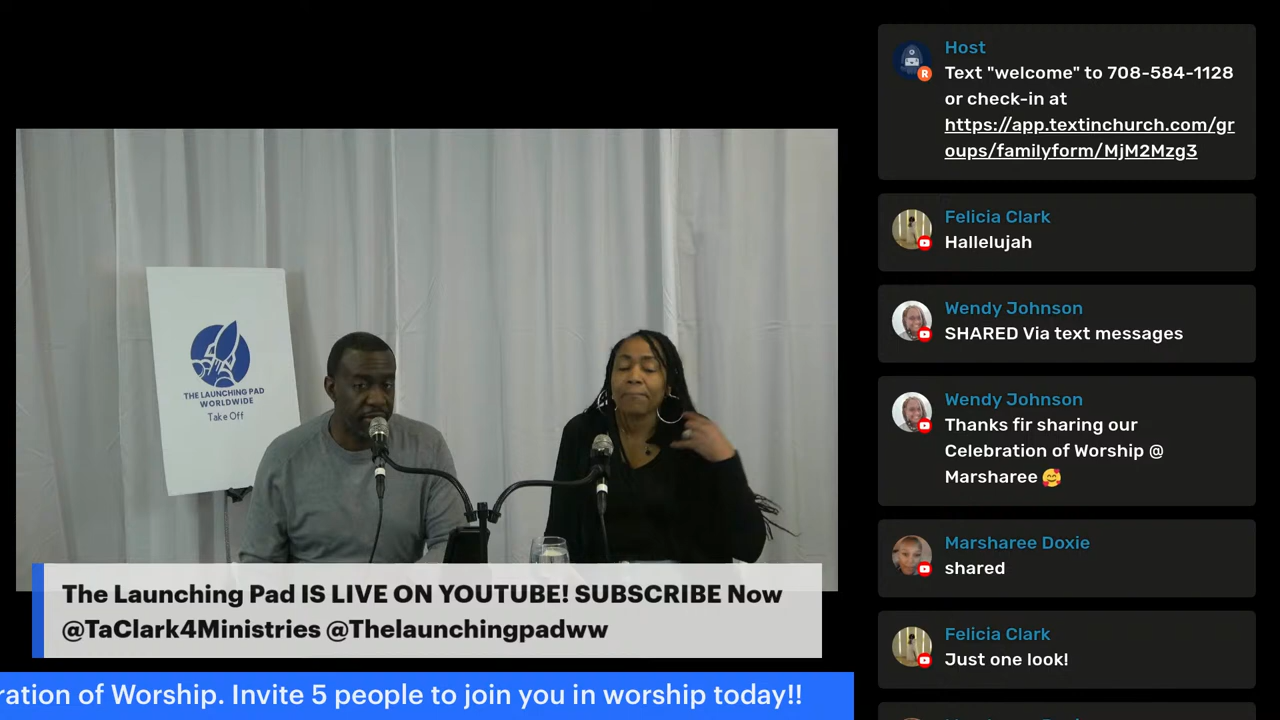 THE LAUNCHING PAD
WORLDWIDE
Take Off
The Launching Pad IS LIVE ON YOUTUBE! SUBSCRIBE Now
@TaClark4Ministries @Thelaunchingpadww
ration of Worship. Invite 5 people to join you in worship today!!
Host
Text "welcome" to 708-584-1128
or check-in at
https://app.textinchurch.com/gr
oups/familyform/MjM2Mzg3
Felicia Clark
Hallelujah
Wendy Johnson
SHARED Via text messages
Wendy Johnson
Thanks fir sharing our
Celebration of Worship @
Marsharee 🥰
Marsharee Doxie
shared
Felicia Clark
Just one look!